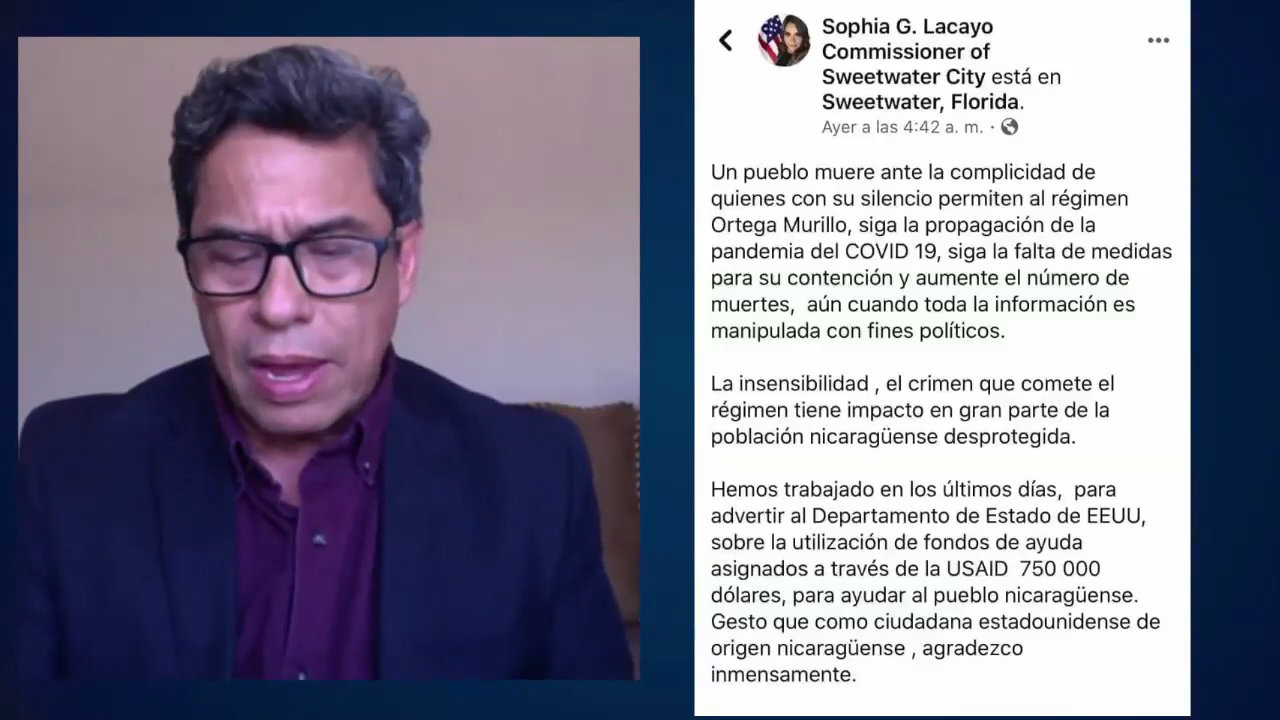 Sophia G. Lacayo
Commissioner of
Sweetwater City está en
Sweetwater, Florida.
Ayer a las 4:42 a. m. ·
Un pueblo muere ante la complicidad de
quienes con su silencio permiten al régimen
Ortega Murillo, siga la propagación de la
pandemia del COVID 19, siga la falta de medidas
para su contención y aumente el número de
muertes,  aún cuando toda la información es
manipulada con fines políticos.
La insensibilidad , el crimen que comete el
régimen tiene impacto en gran parte de la
población nicaragüense desprotegida.
Hemos trabajado en los últimos días,  para
advertir al Departamento de Estado de EEUU,
sobre la utilización de fondos de ayuda
asignados a través de la USAID  750 000
dólares, para ayudar al pueblo nicaragüense.
Gesto que como ciudadana estadounidense de
origen nicaragüense , agradezco
inmensamente.